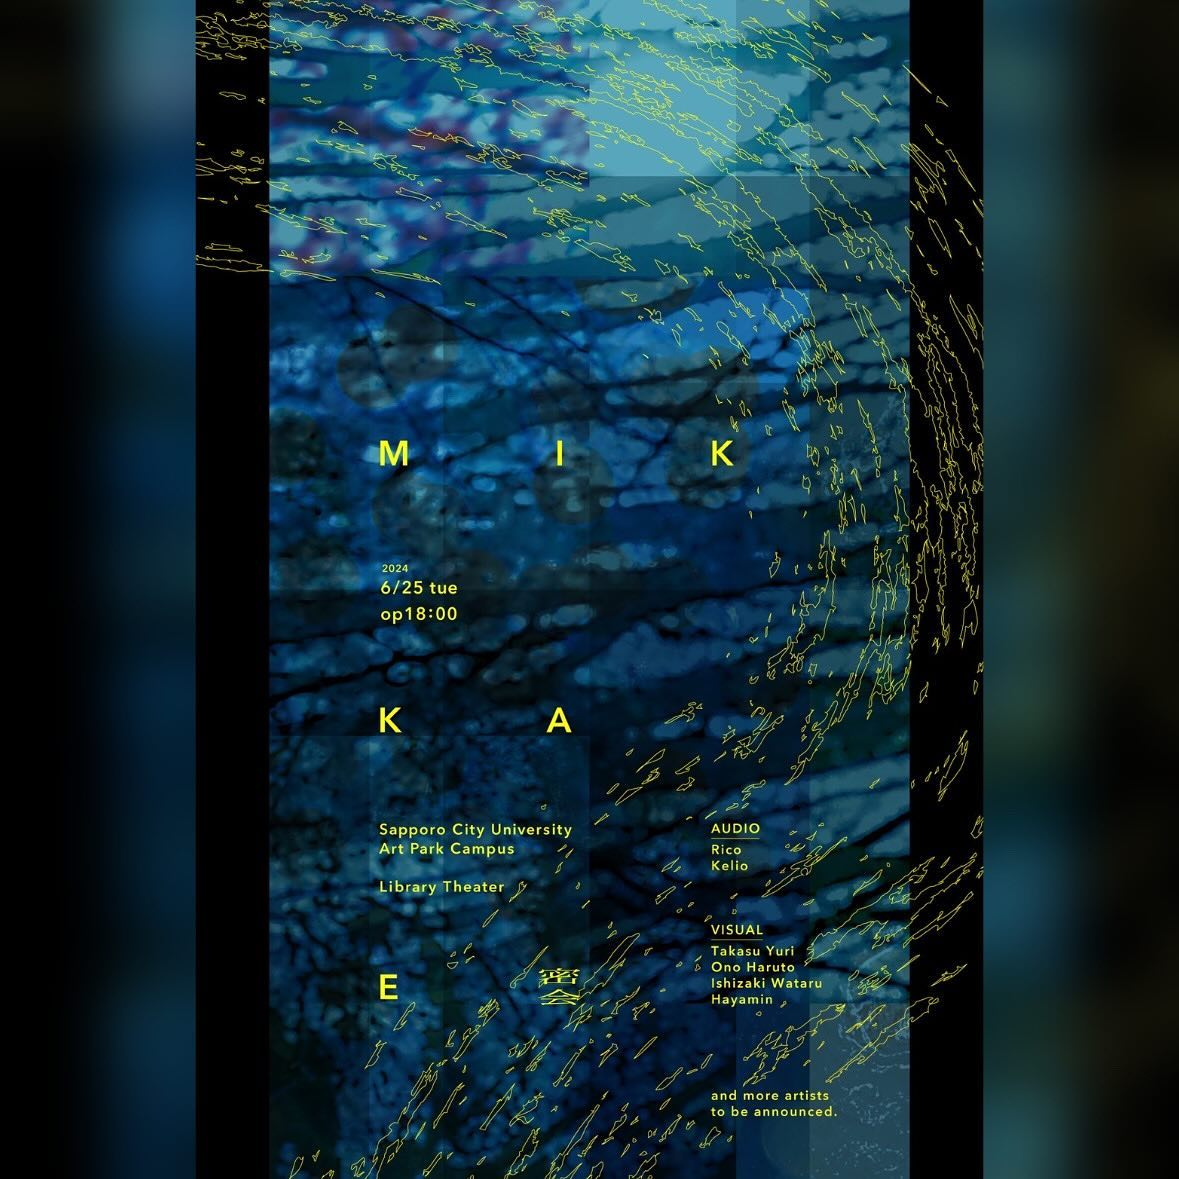 M I K
2024
6/25 tue
op18:00
K A
Sapporo City University
Art Park Campus
Library Theater
E
密会
AUDIO
Rico
Kelio
VISUAL
Takasu Yuri
Ono Haruto
Ishizaki Wataru
Hayamin
and more artists
to be announced.